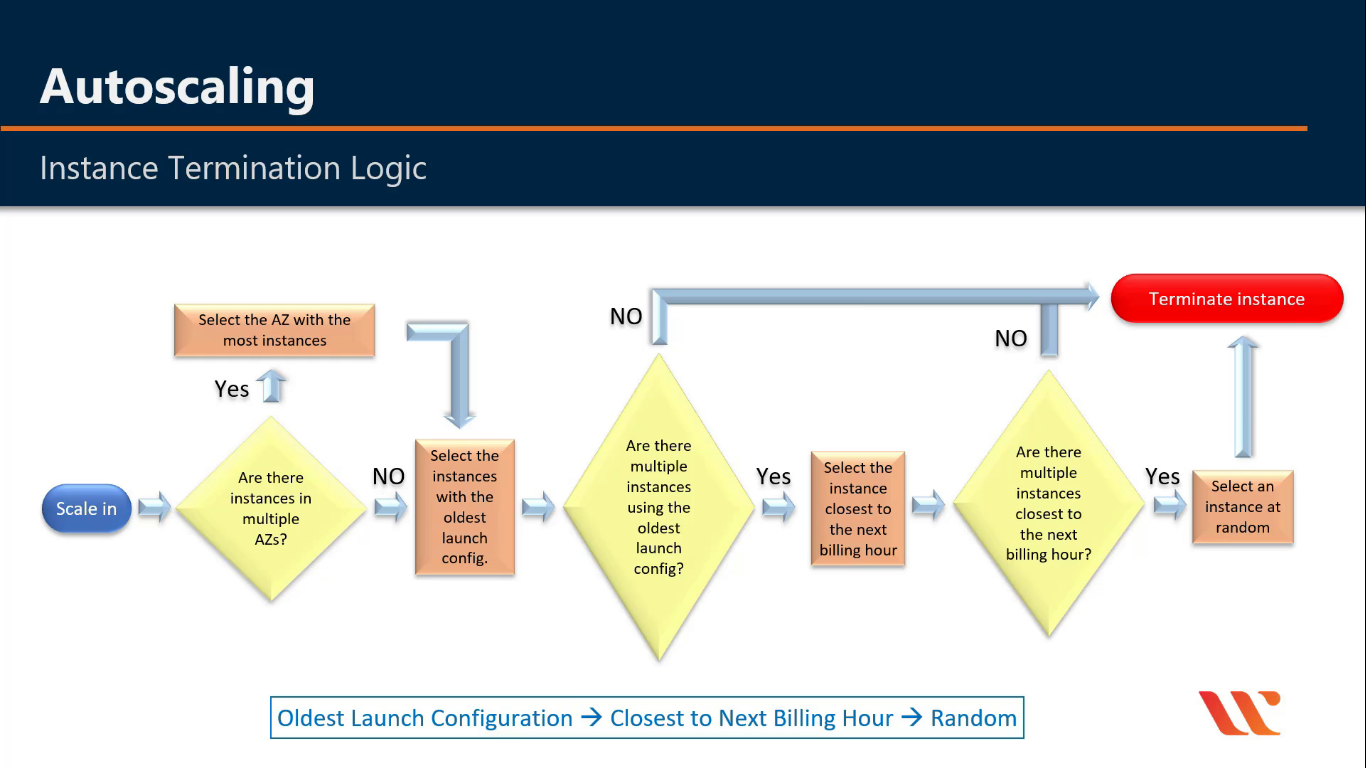 Autoscaling
Instance Termination Logic
Scale in
Are there
instances in
multiple
AZs?
Yes
Select the AZ with the
most instances
NO
Select the
instances
with the
oldest
launch
config.
Are there
multiple
instances
using the
oldest
launch
config?
NO
Yes
Select the
instance
closest to
the next
billing hour
Are there
multiple
instances
closest to
the next
billing hour?
NO
Yes
Select an
instance at
random
Terminate instance
Oldest Launch Configuration → Closest to Next Billing Hour → Random